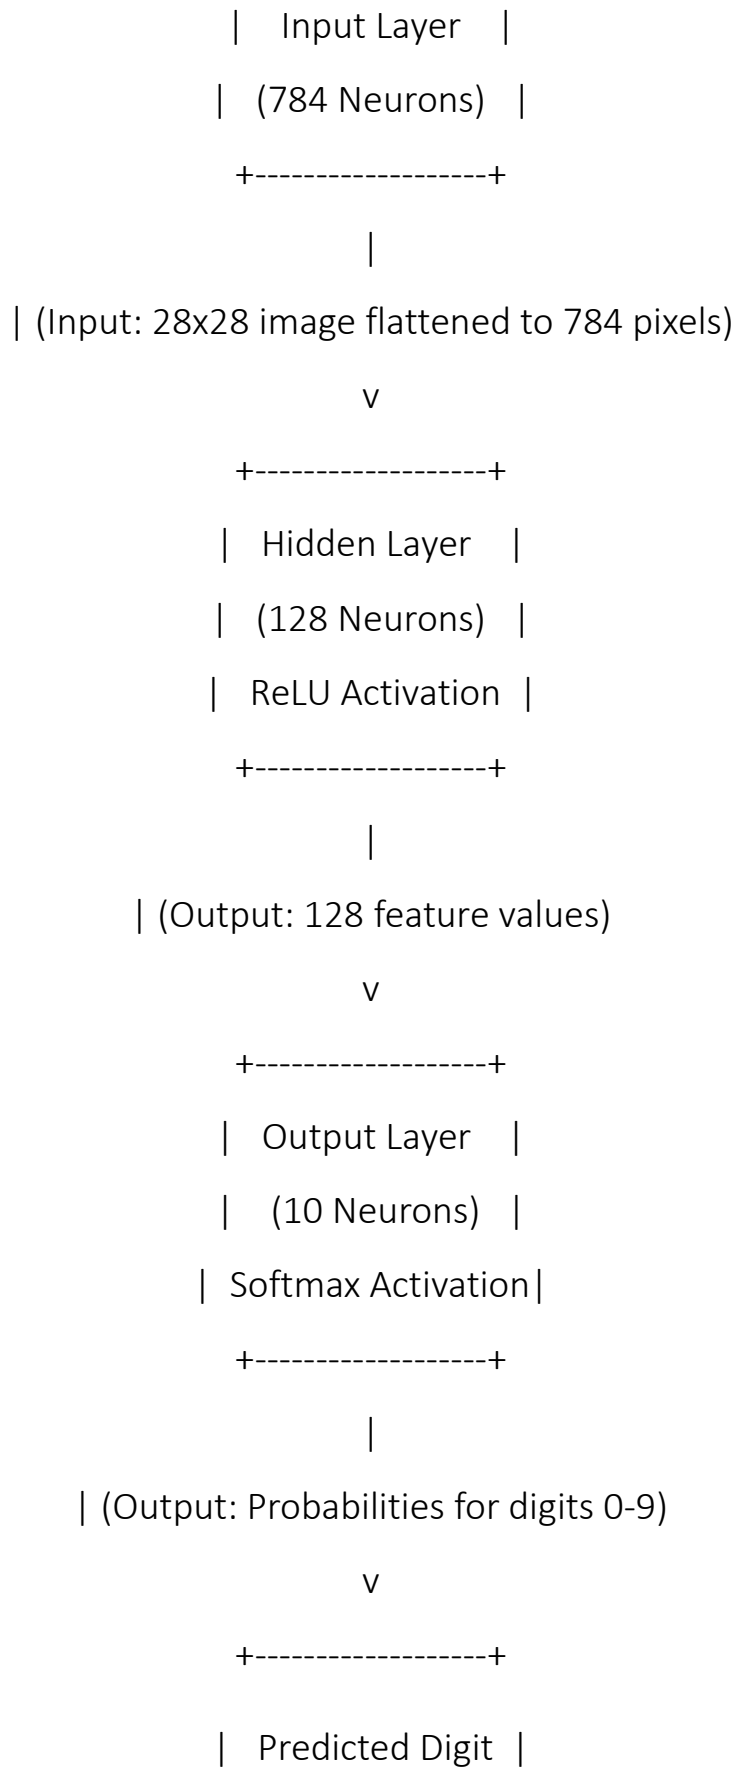 |    Input Layer    |
|   (784 Neurons)   |
+-------------------+
|
| (Input: 28x28 image flattened to 784 pixels)
v
+-------------------+
|   Hidden Layer    |
|   (128 Neurons)   |
|   ReLU Activation  |
+-------------------+
|
| (Output: 128 feature values)
v
+-------------------+
|   Output Layer    |
|    (10 Neurons)   |
|  Softmax Activation|
+-------------------+
|
| (Output: Probabilities for digits 0-9)
v
+-------------------+
|   Predicted Digit  |